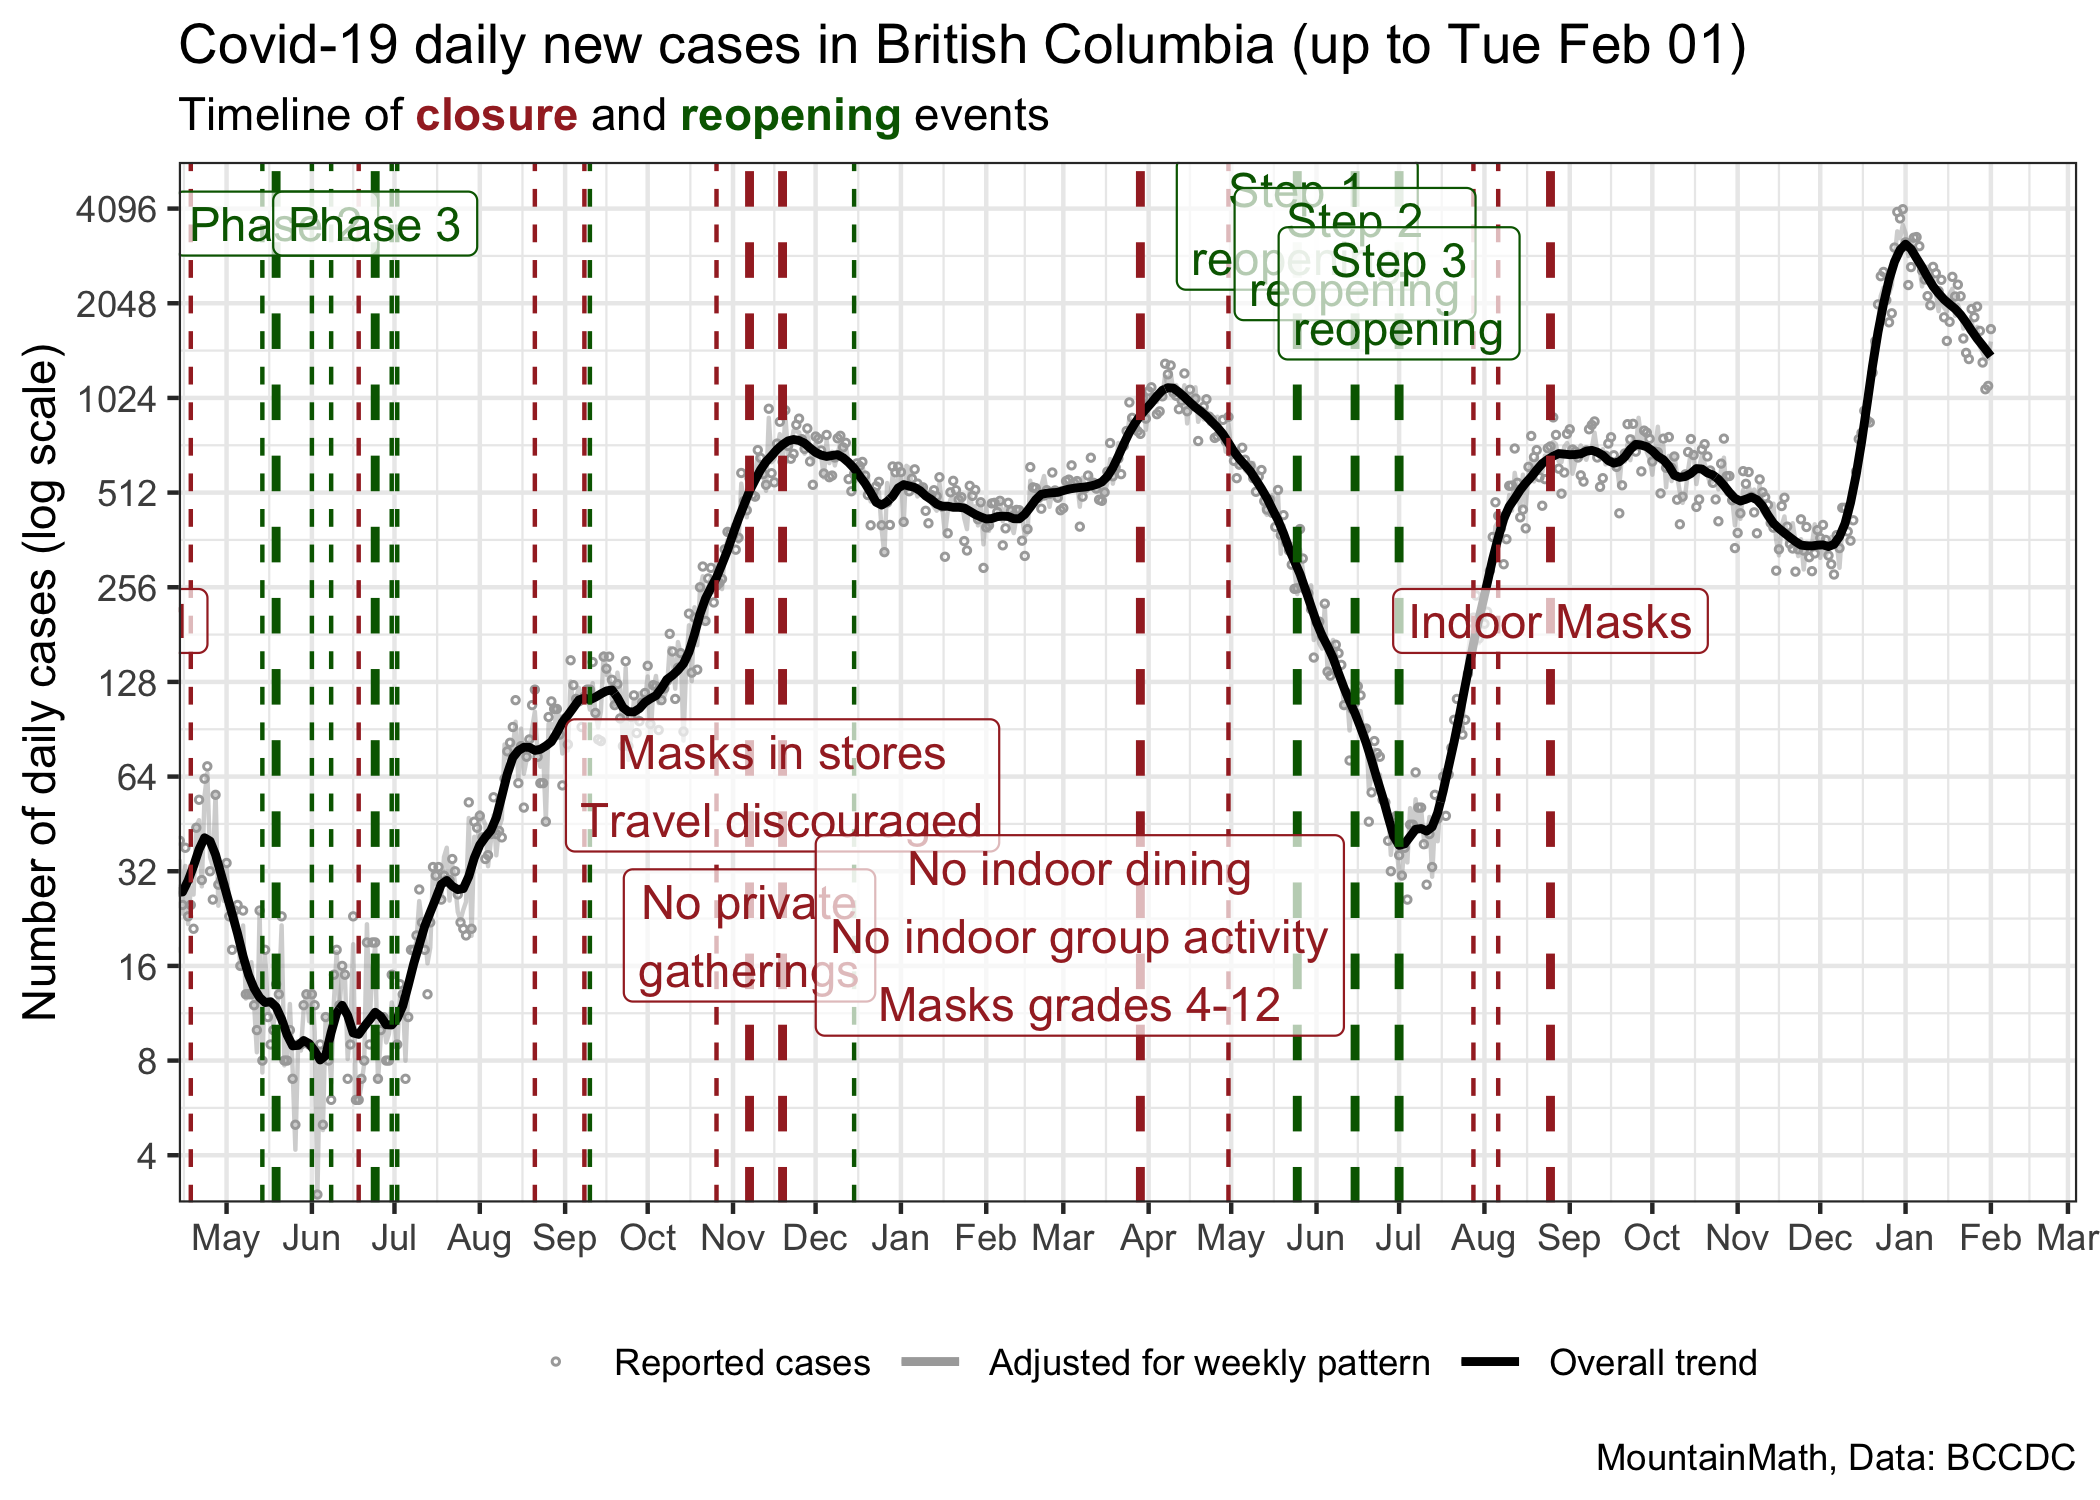 Covid-19 daily new cases in British Columbia (up to Tue Feb 01)
Timeline of closure and reopening events
Number of daily cases (log scale)
4096
2048
1024
512
256
128
64
32
16
8
4
Phase 2
Phase 3
Step 1
reopening
Step 2
reopening
Step 3
reopening
Indoor Masks
Masks in stores
Travel discouraged
No private
gatherings
No indoor dining
No indoor group activity
Masks grades 4-12
May Jun Jul Aug Sep Oct Nov Dec Jan Feb Mar Apr May Jun Jul Aug Sep Oct Nov Dec Jan Feb Mar
Reported cases Adjusted for weekly pattern Overall trend
MountainMath, Data: BCCDC